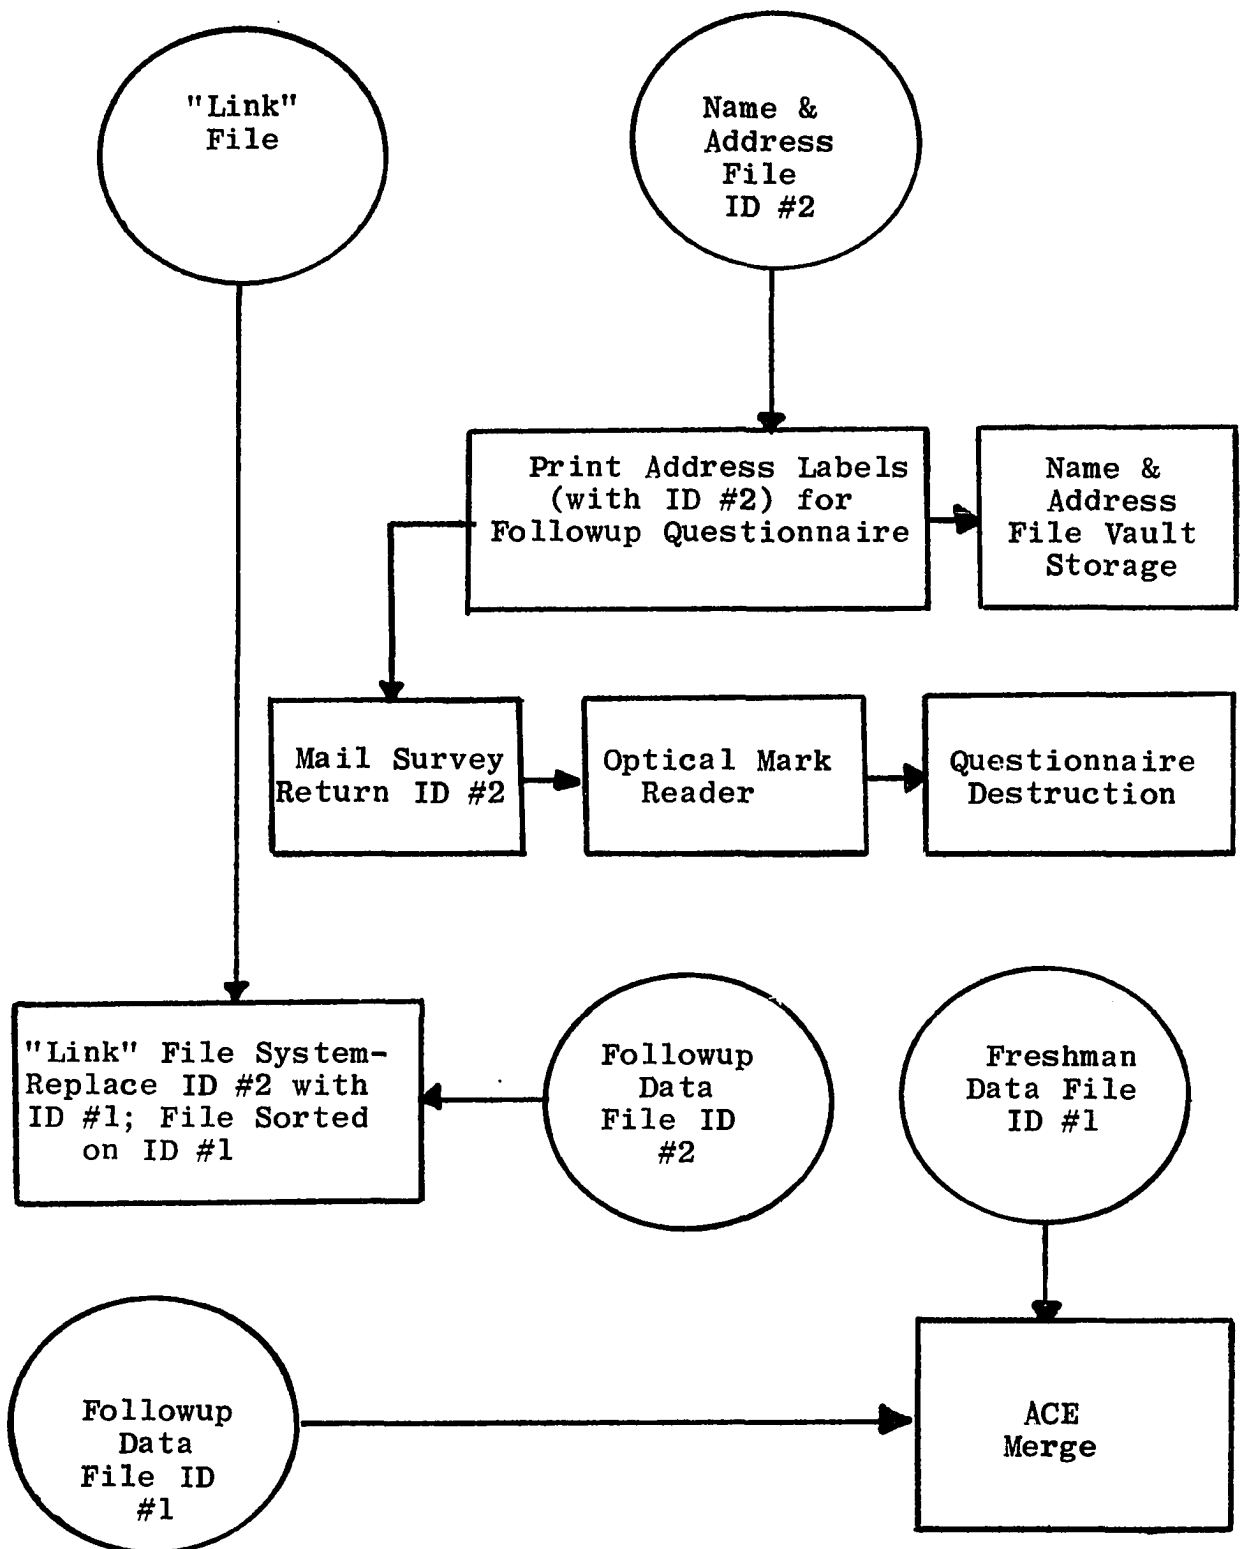 "Link"
File
Name &
Address
File
ID #2
Print Address Labels
(with ID #2) for
Followup Questionnaire
Name &
Address
File Vault
Storage
Mail Survey
Return ID #2
Optical Mark
Reader
Questionnaire
Destruction
"Link" File System-
Replace ID #2 with
ID #1; File Sorted
on ID #1
Followup
Data
File ID
#2
Freshman
Data File
ID #1
Followup
Data
File ID
#1
ACE
Merge